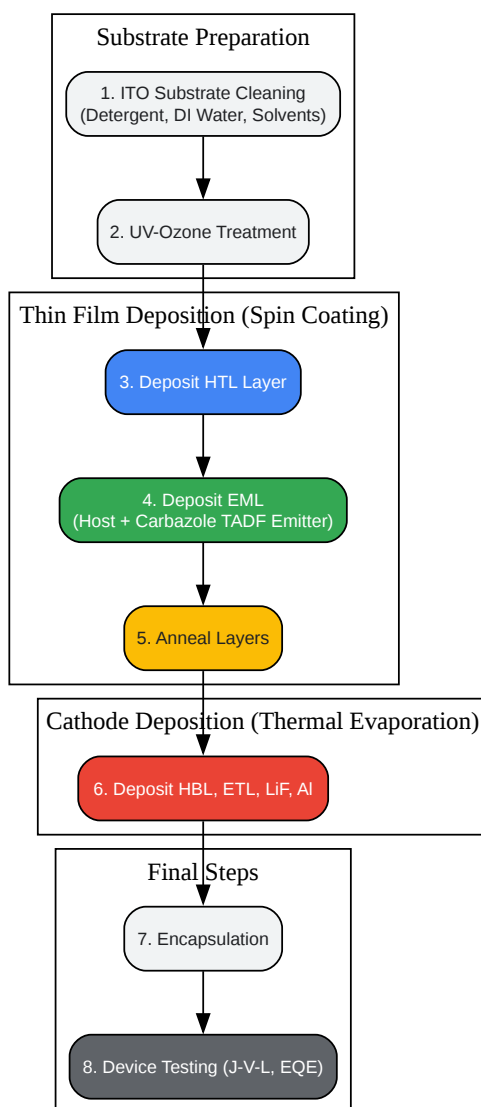 Substrate Preparation
1. ITO Substrate Cleaning
(Detergent, DI Water, Solvents)
2. UV-Ozone Treatment
Thin Film Deposition (Spin Coating)
3. Deposit HTL Layer
4. Deposit EML
(Host + Carbazole TADF Emitter)
5. Anneal Layers
Cathode Deposition (Thermal Evaporation)
6. Deposit HBL, ETL, LiF, Al
Final Steps
7. Encapsulation
8. Device Testing (J-V-L, EQE)